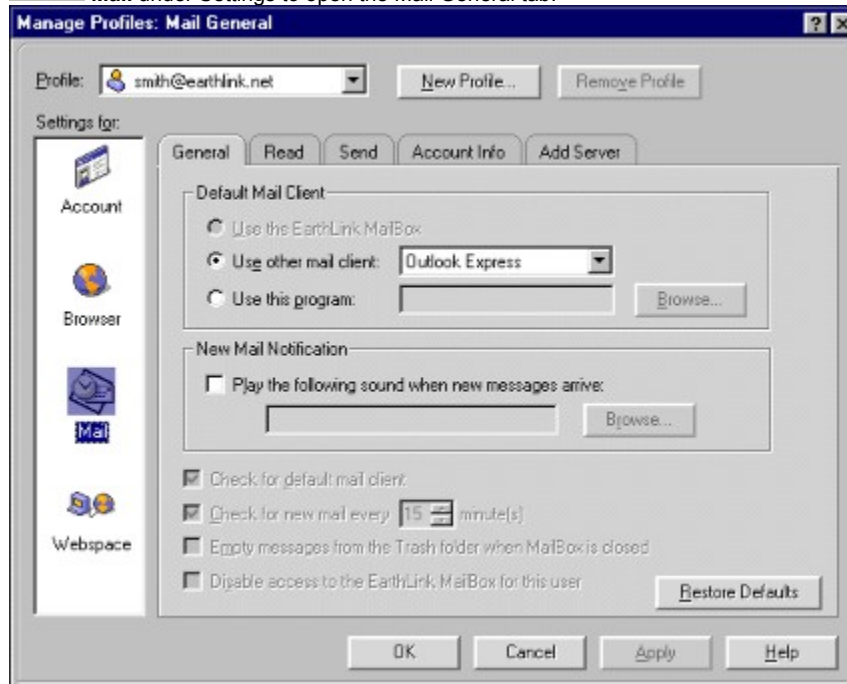 Mail under Settings to open the Mail General tab.
Manage Profiles: Mail General
Profile: smith@earthlink.net New Profile... Remove Profile
Settings for:
General Read Send Account Info Add Server
Account
Default Mail Client
Use the EarthLink MailBox
Use other mail client: Outlook Express
Use this program: Browse...
Browser
New Mail Notification
Play the following sound when new messages arrive:
Browse...
Mail
Check for default mail client
Check for new mail every 15 minute(s)
Empty messages from the Trash folder when MailBox is closed
Webspace
Disable access to the EarthLink MailBox for this user
Restore Defaults
OK Cancel Apply Help